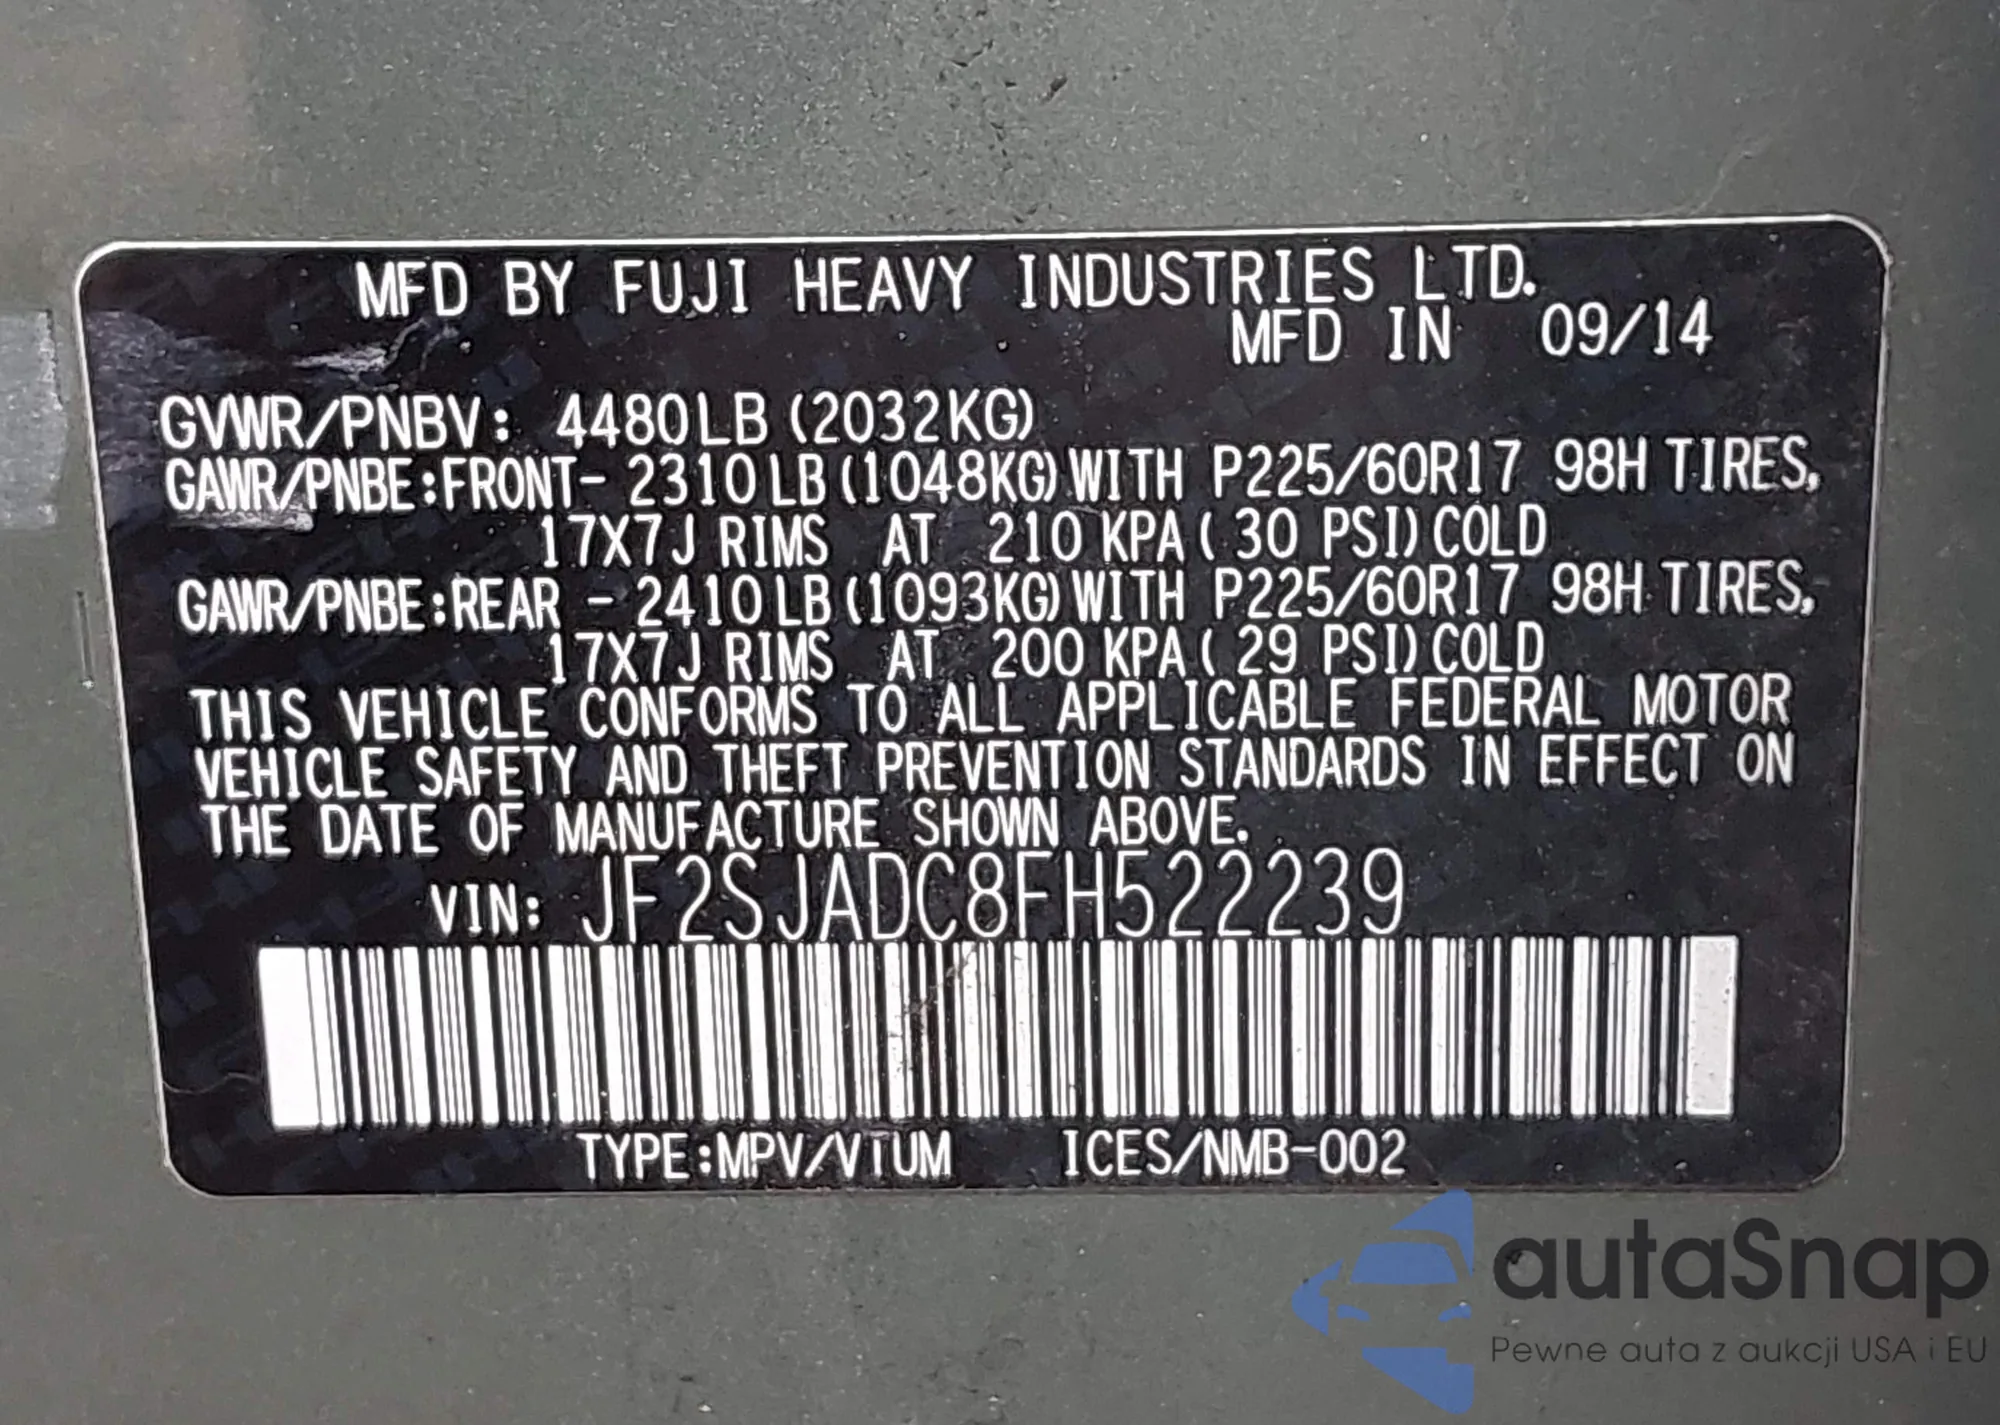 MFD BY FUJI HEAVY INDUSTRIES LTD.
MFD IN 09/14
GVWR/PNBV: 4480LB (2032KG)
GAWR/PNBE:FRONT- 2310LB (1048KG) WITH P225/60R17 98H TIRES,
17X7J RIMS AT 210 KPA ( 30 PSI) COLD
GAWR/PNBE:REAR - 2410LB (1093KG) WITH P225/60R17 98H TIRES,
17X7J RIMS AT 200 KPA ( 29 PSI) COLD
THIS VEHICLE CONFORMS TO ALL APPLICABLE FEDERAL MOTOR
VEHICLE SAFETY AND THEFT PREVENTION STANDARDS IN EFFECT ON
THE DATE OF MANUFACTURE SHOWN ABOVE.
VIN: JF2SJADC8FH522239
TYPE:MPV/VTUM ICES/NMB-002
autaSnap
Pewne auta z aukcji USA i EU